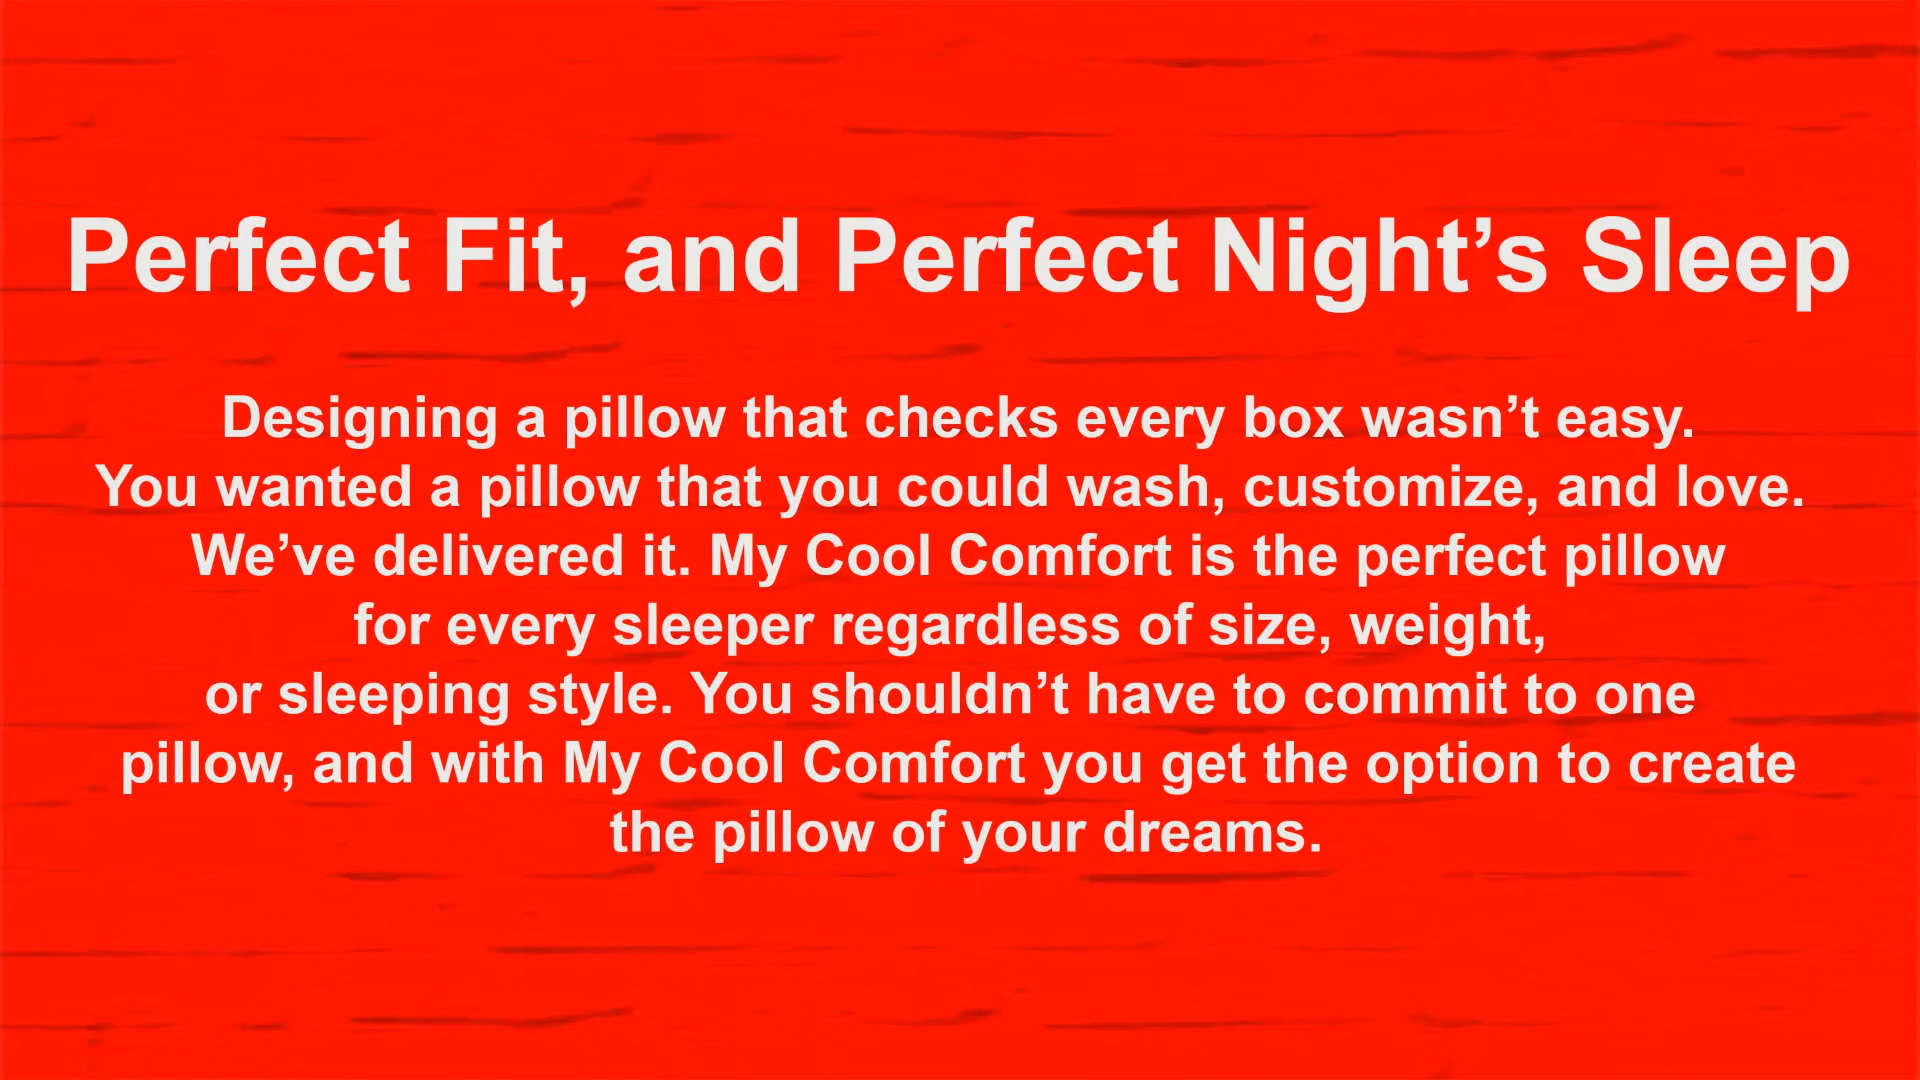 Perfect Fit, and Perfect Night’s Sleep
Designing a pillow that checks every box wasn’t easy.
You wanted a pillow that you could wash, customize, and love.
We’ve delivered it. My Cool Comfort is the perfect pillow
for every sleeper regardless of size, weight,
or sleeping style. You shouldn’t have to commit to one
pillow, and with My Cool Comfort you get the option to create
the pillow of your dreams.